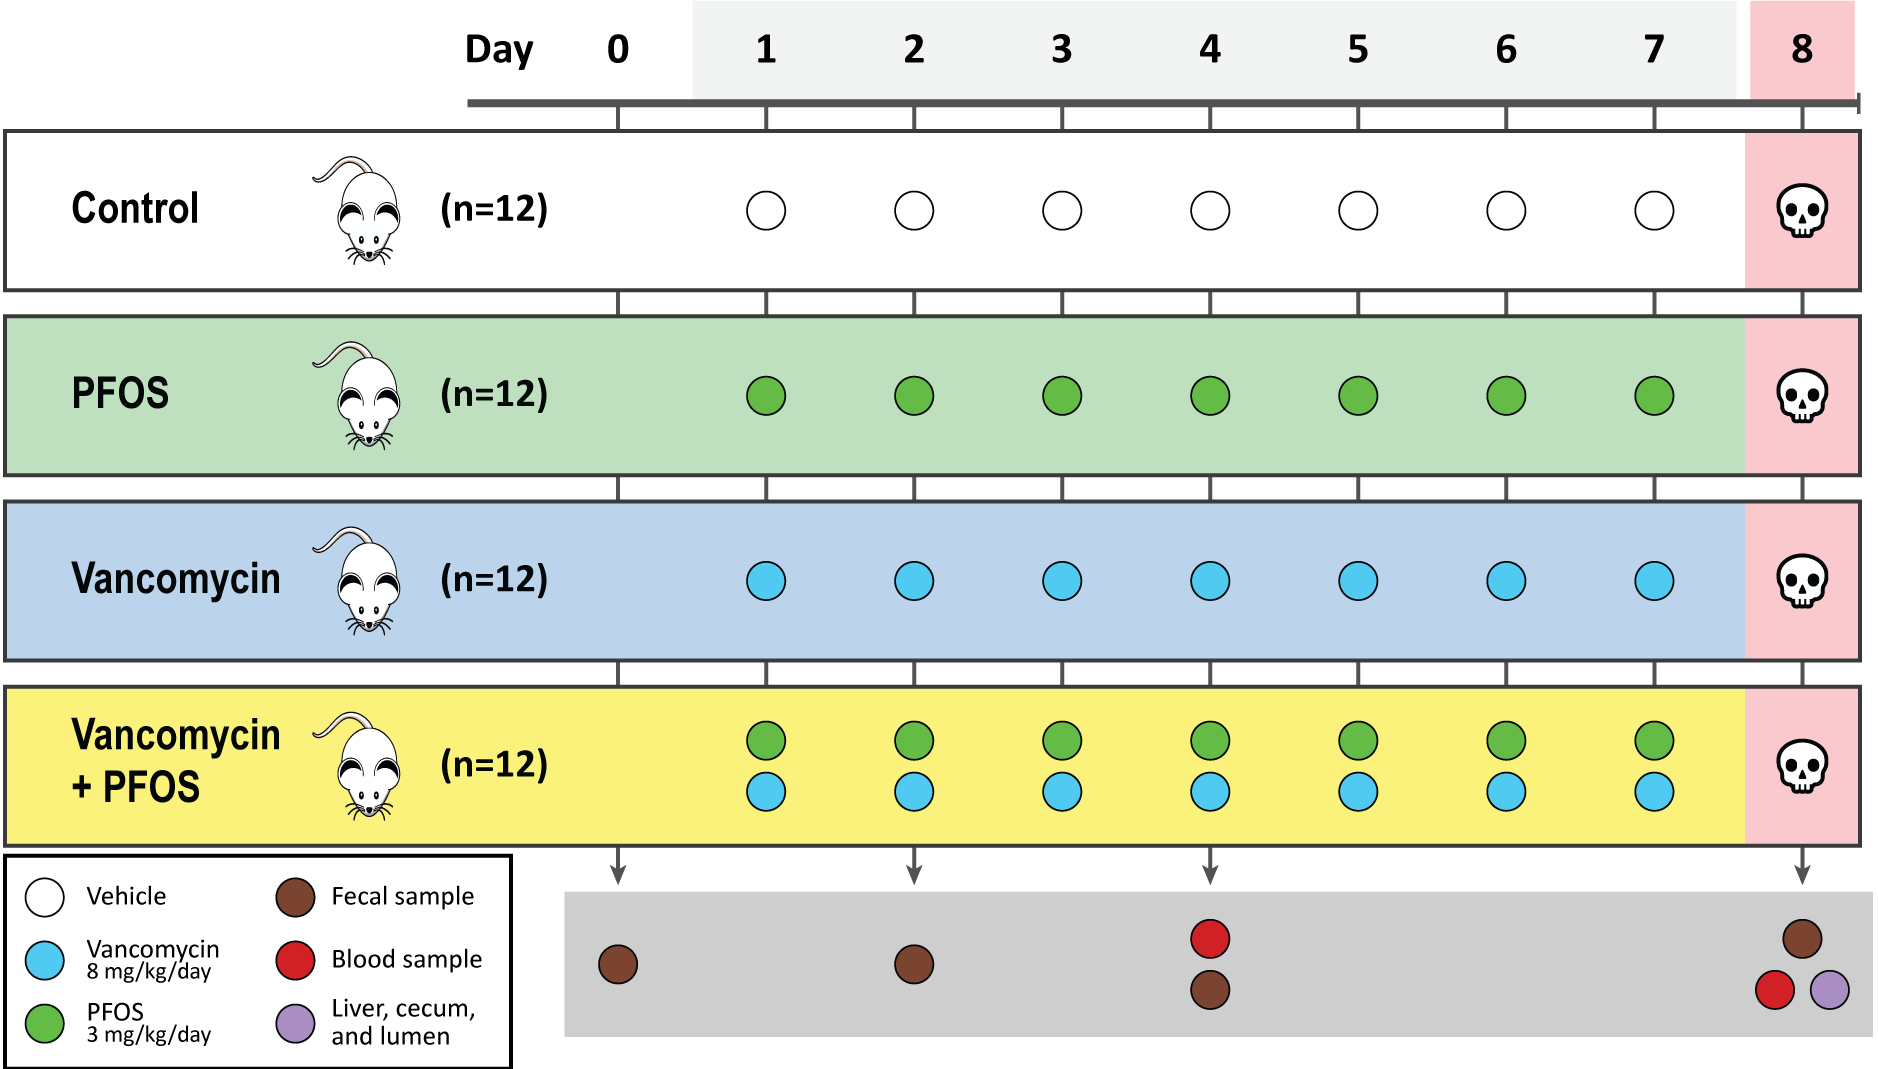 Day 0 1 2 3 4 5 6 7 8
Control (n=12)
PFOS (n=12)
Vancomycin (n=12)
Vancomycin
+ PFOS (n=12)
Vehicle
Vancomycin
8 mg/kg/day
PFOS
3 mg/kg/day
Fecal sample
Blood sample
Liver, cecum,
and lumen